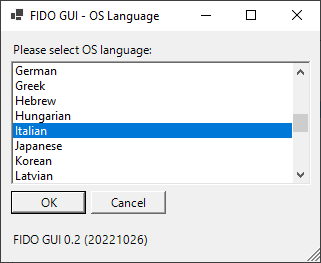 FIDO GUI - OS Language
Please select OS language:
German
Greek
Hebrew
Hungarian
Italian
Japanese
Korean
Latvian
OK Cancel
FIDO GUI 0.2 (20221026)